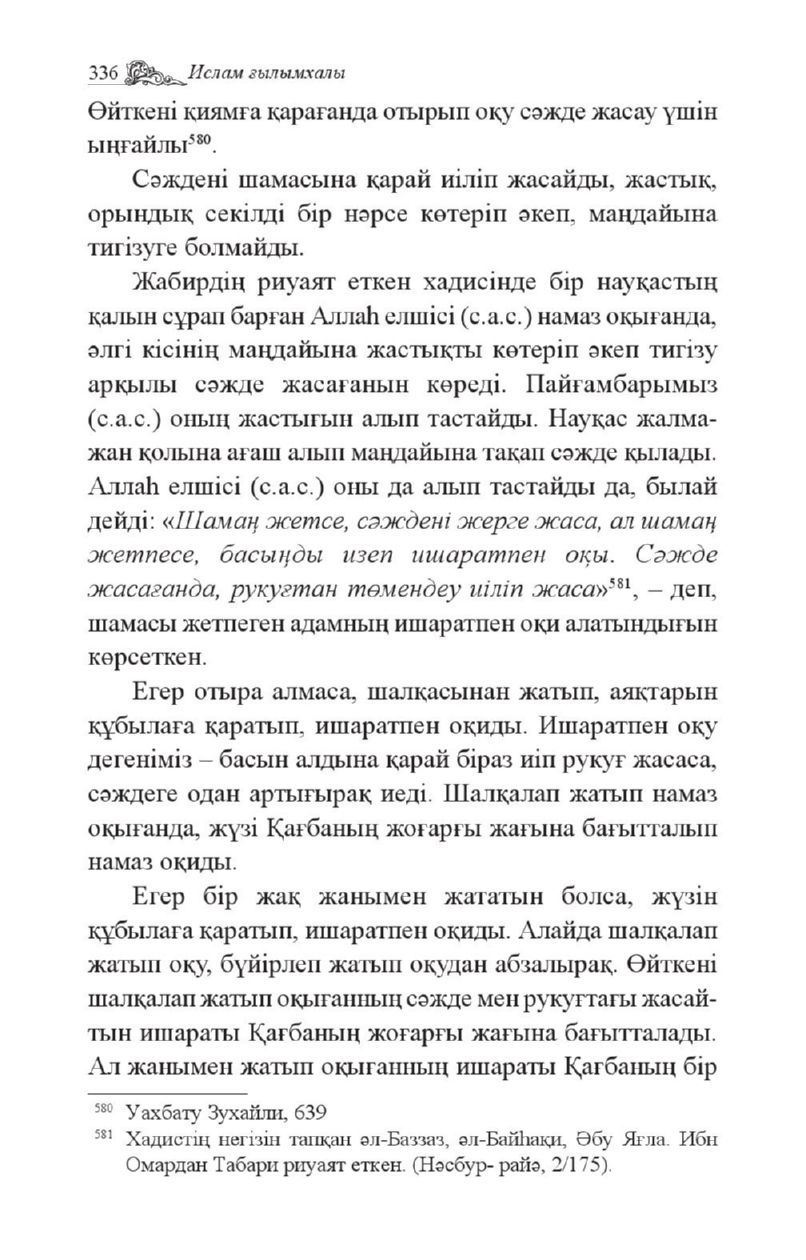 336 Ислам ғылымхалы
Өйткені қиямға қарағанда отырып оқу сәжде жасау үшін
ыңғайлы⁵⁸⁰.
Сәждені шамасына қарай иіліп жасайды, жастық,
орындық секілді бір нәрсе көтеріп әкеп, маңдайына
тигізуге болмайды.
Жабирдің риуаят еткен хадисінде бір науқастың
қалын сұрап барған Аллаһ елшісі (с.а.с.) намаз оқығанда,
әлгі кісінің маңдайына жастықты көтеріп әкеп тигізу
арқылы сәжде жасағанын көреді. Пайғамбарымыз
(с.а.с.) оның жастығын алып тастайды. Науқас жалма-
жан қолына ағаш алып маңдайына тақап сәжде қылады.
Аллаһ елшісі (с.а.с.) оны да алып тастайды да, былай
дейді: «Шамаң жетсе, сәждені жерге жаса, ал шамаң
жетпесе, басыңды изеп ишаратпен оқы. Сәжде
жасағанда, рукуғтан төмендеу иіліп жаса»⁵⁸¹, – деп,
шамасы жетпеген адамның ишаратпен оқи алатындығын
көрсеткен.
Егер отыра алмаса, шалқасынан жатып, аяқтарын
құбылаға қаратып, ишаратпен оқиды. Ишаратпен оқу
дегеніміз – басын алдына қарай біраз иіп рукуғ жасаса,
сәждеге одан артығырақ иеді. Шалқалап жатып намаз
оқығанда, жүзі Қағбаның жоғарғы жағына бағытталып
намаз оқиды.
Егер бір жақ жанымен жататын болса, жүзін
құбылаға қаратып, ишаратпен оқиды. Алайда шалқалап
жатып оқу, бүйірлеп жатып оқудан абзалырақ. Өйткені
шалқалап жатып оқығанның сәжде мен рукуғтағы жасай-
тын ишараты Қағбаның жоғарғы жағына бағытталады.
Ал жанымен жатып оқығанның ишараты Қағбаның бір
⁵⁸⁰ Уахбату Зухайли, 639
⁵⁸¹ Хадистің негізін тапқан әл-Баззаз, әл-Байһақи, Әбу Яғла. Ибн
Омардан Табари риуаят еткен. (Нәсбур- райә, 2/175).